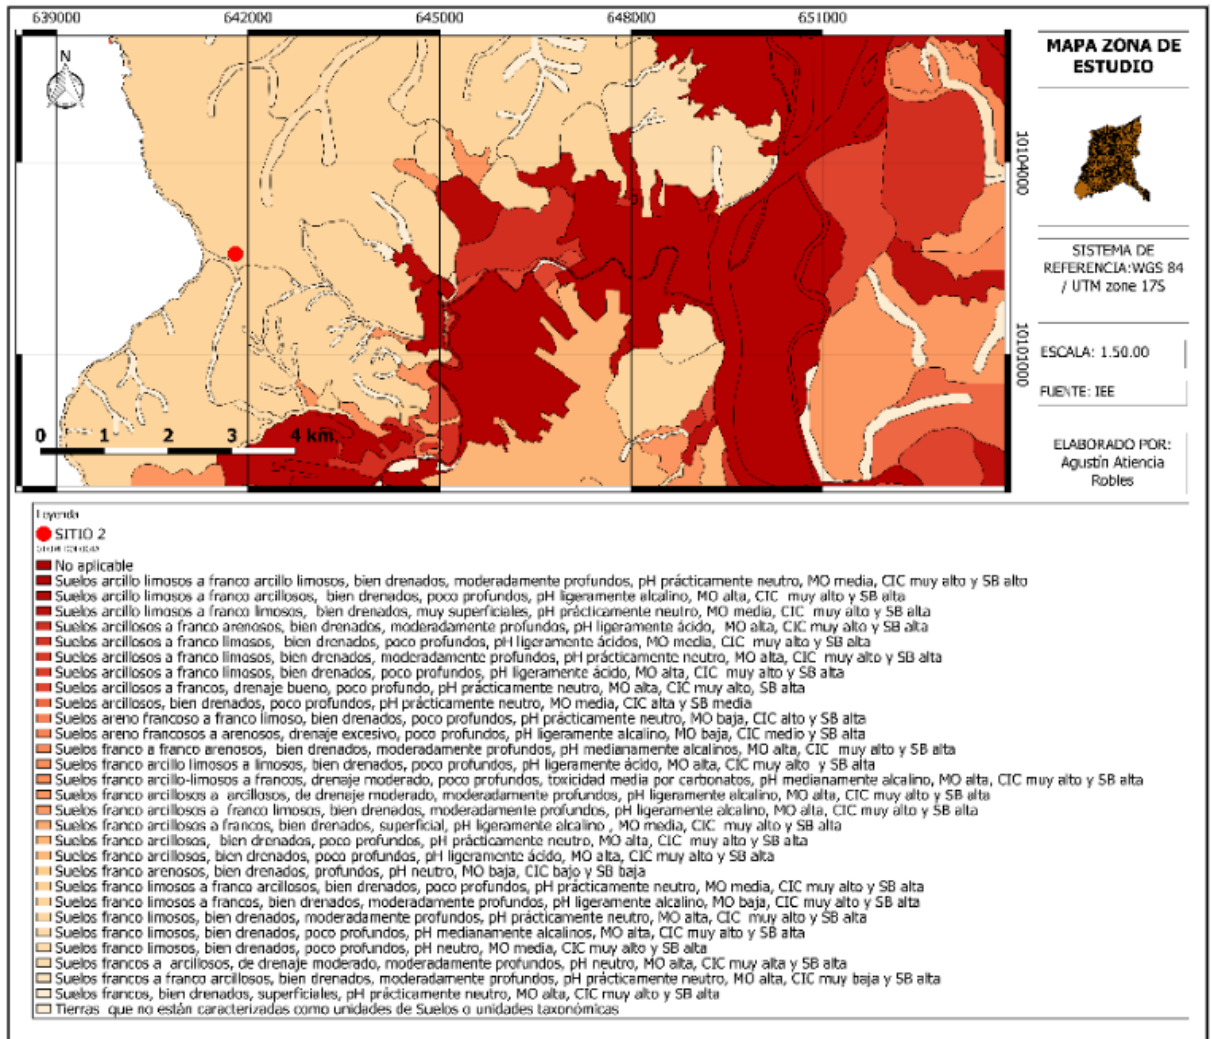 639000 642000 645000 648000 651000
N
10104000
10101000
0 1 2 3 4 km
MAPA ZONA DE
ESTUDIO
SISTEMA DE
REFERENCIA:WGS 84
/ UTM zone 17S
ESCALA: 1.50.00
FUENTE: IEE
ELABORADO POR:
Agustín Atiencia
Robles
Leyenda
SITIO 2
No aplicable
Suelos arcillo limosos a franco arcillo limosos, bien drenados, moderadamente profundos, pH prácticamente neutro, MO media, CIC muy alto y SB alto
Suelos arcillo limosos a franco arcillosos, bien drenados, poco profundos, pH ligeramente alcalino, MO alta, CIC muy alto y SB alta
Suelos arcillo limosos a franco limosos, bien drenados, muy superficiales, pH prácticamente neutro, MO media, CIC muy alto y SB alta
Suelos arcillosos a franco arenosos, bien drenados, moderadamente profundos, pH ligeramente ácido, MO alta, CIC muy alto y SB alta
Suelos arcillosos a franco limosos, bien drenados, poco profundos, pH ligeramente ácidos, MO media, CIC muy alto y SB alta
Suelos arcillosos a franco limosos, bien drenados, moderadamente profundos, pH prácticamente neutro, MO alta, CIC muy alto y SB alta
Suelos arcillosos a franco limosos, bien drenados, poco profundos, pH ligeramente ácido, MO alta, CIC muy alto y SB alta
Suelos arcillosos a francos, drenaje bueno, poco profundo, pH prácticamente neutro, MO alta, CIC muy alto, SB alta
Suelos arcillosos, bien drenados, poco profundos, pH prácticamente neutro, MO media, CIC alta y SB media
Suelos areno francoso a franco limoso, bien drenados, poco profundos, pH prácticamente neutro, MO baja, CIC alto y SB alta
Suelos areno francosos a arenosos, drenaje excesivo, poco profundos, pH ligeramente alcalino, MO baja, CIC medio y SB alta
Suelos franco a franco arenosos, bien drenados, moderadamente profundos, pH medianamente alcalinos, MO alta, CIC muy alto y SB alta
Suelos franco arcillo limosos a limosos, bien drenados, poco profundos, pH ligeramente ácido, MO alta, CIC muy alto y SB alta
Suelos franco arcillo-limosos a francos, drenaje moderado, poco profundos, toxicidad media por carbonatos, pH medianamente alcalino, MO alta, CIC muy alto y SB alta
Suelos franco arcillosos a arcillosos, de drenaje moderado, moderadamente profundos, pH ligeramente alcalino, MO alta, CIC muy alto y SB alta
Suelos franco arcillosos a franco limosos, bien drenados, moderadamente profundos, pH ligeramente alcalino, MO alta, CIC muy alto y SB alta
Suelos franco arcillosos a francos, bien drenados, superficial, pH ligeramente alcalino , MO media, CIC muy alto y SB alta
Suelos franco arcillosos, bien drenados, poco profundos, pH prácticamente neutro, MO alta, CIC muy alto y SB alta
Suelos franco arcillosos, bien drenados, poco profundos, pH ligeramente ácido, MO alta, CIC muy alto y SB alta
Suelos franco arenosos, bien drenados, profundos, pH neutro, MO baja, CIC bajo y SB baja
Suelos franco limosos a franco arcillosos, bien drenados, poco profundos, pH prácticamente neutro, MO media, CIC muy alto y SB alta
Suelos franco limosos a francos, bien drenados, moderadamente profundos, pH ligeramente alcalino, MO baja, CIC muy alto y SB alta
Suelos franco limosos, bien drenados, moderadamente profundos, pH prácticamente neutro, MO alta, CIC muy alto y SB alta
Suelos franco limosos, bien drenados, poco profundos, pH medianamente alcalinos, MO alta, CIC muy alto y SB alta
Suelos franco limosos, bien drenados, poco profundos, pH neutro, MO media, CIC muy alto y SB alta
Suelos francos a arcillosos, de drenaje moderado, moderadamente profundos, pH neutro, MO alta, CIC muy alta y SB alta
Suelos francos a franco arcillosos, bien drenados, moderadamente profundos, pH prácticamente neutro, MO alta, CIC muy baja y SB alta
Suelos francos, bien drenados, superficiales, pH prácticamente neutro, MO alta, CIC muy alto y SB alta
Tierras que no están caracterizadas como unidades de Suelos o unidades taxonómicas